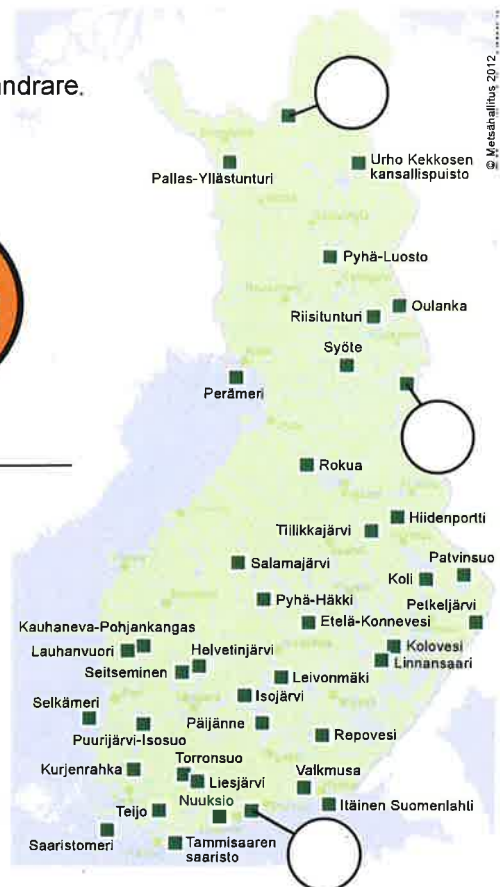 andrare.
© Metsähallitus 2012
Pallas-Yllästunturi
Urho Kekkosen
kansallispuisto
Pyhä-Luosto
Oulanka
Riisitunturi
Syöte
Perämeri
Rokua
Hiidenportti
Tiilikkajärvi
Patvinsuo
Salamajärvi
Koli
Pyhä-Häkki
Petkeljärvi
Etelä-Konnevesi
Kauhaneva-Pohjankangas
Lauhanvuori
Helvetinjärvi
Kolovesi
Linnansaari
Seitseminen
Leivonmäki
Isojärvi
Selkämeri
Päijänne
Puurijärvi-Isosuo
Repovesi
Torronsuo
Kurjenrahka
Liesjärvi
Valkmusa
Nuuksio
Teijo
Itäinen Suomenlahti
Saaristomeri
Tammisaaren
saaristo